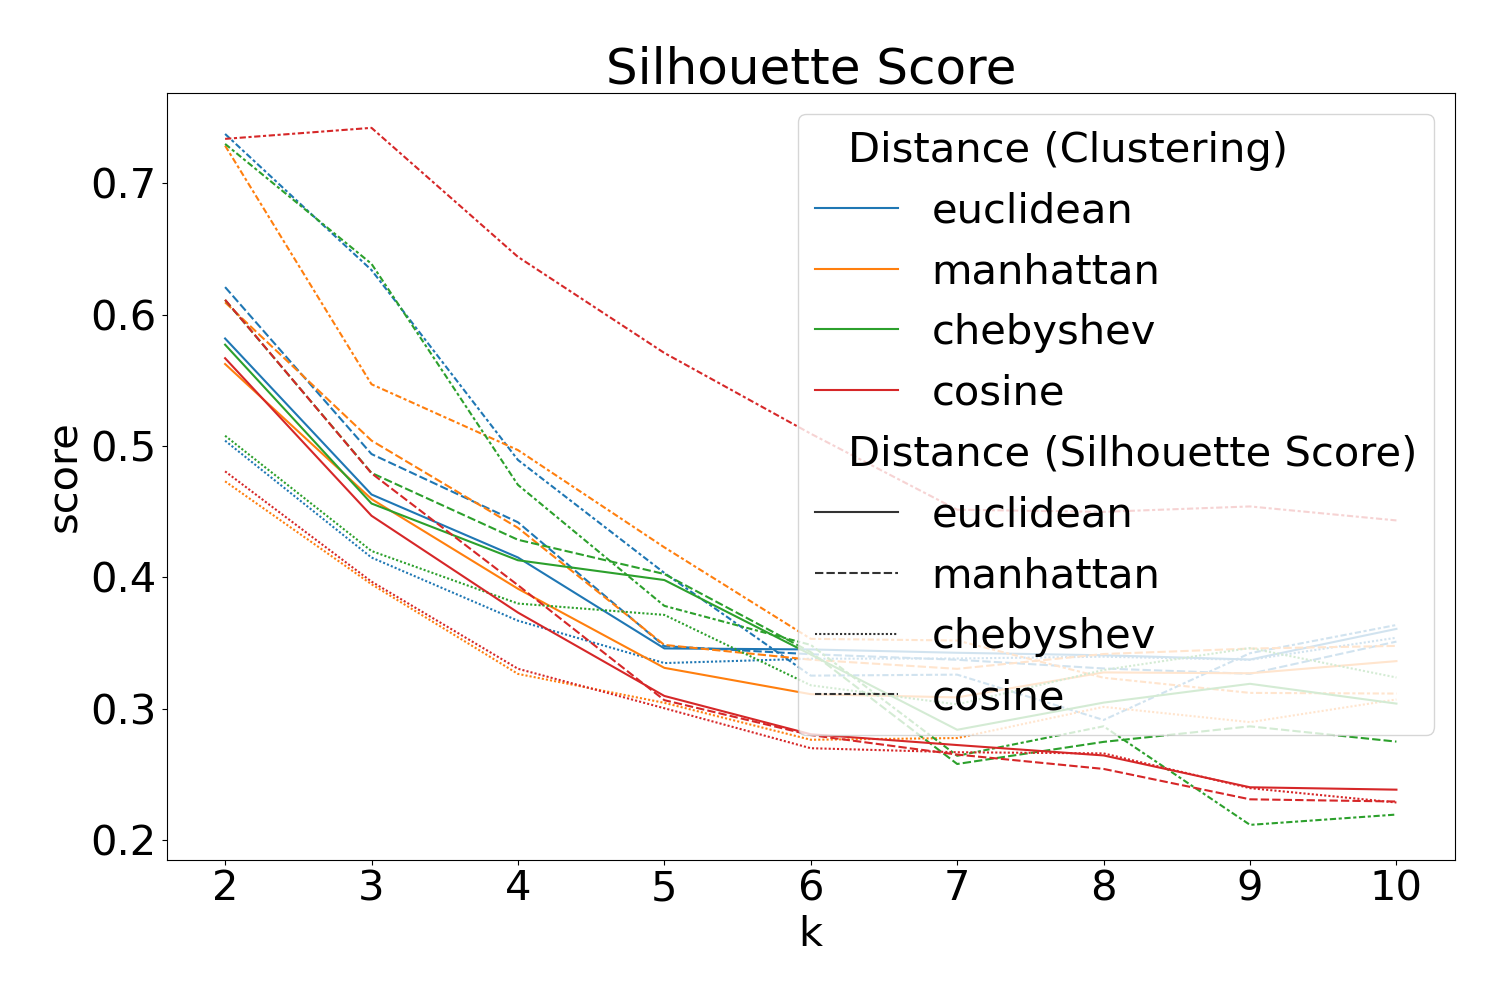 Silhouette Score
Distance (Clustering)
euclidean
manhattan
chebyshev
cosine
Distance (Silhouette Score)
euclidean
manhattan
chebyshev
cosine
score
0.7
0.6
0.5
0.4
0.3
0.2
2 3 4 5 6 7 8 9 10
k